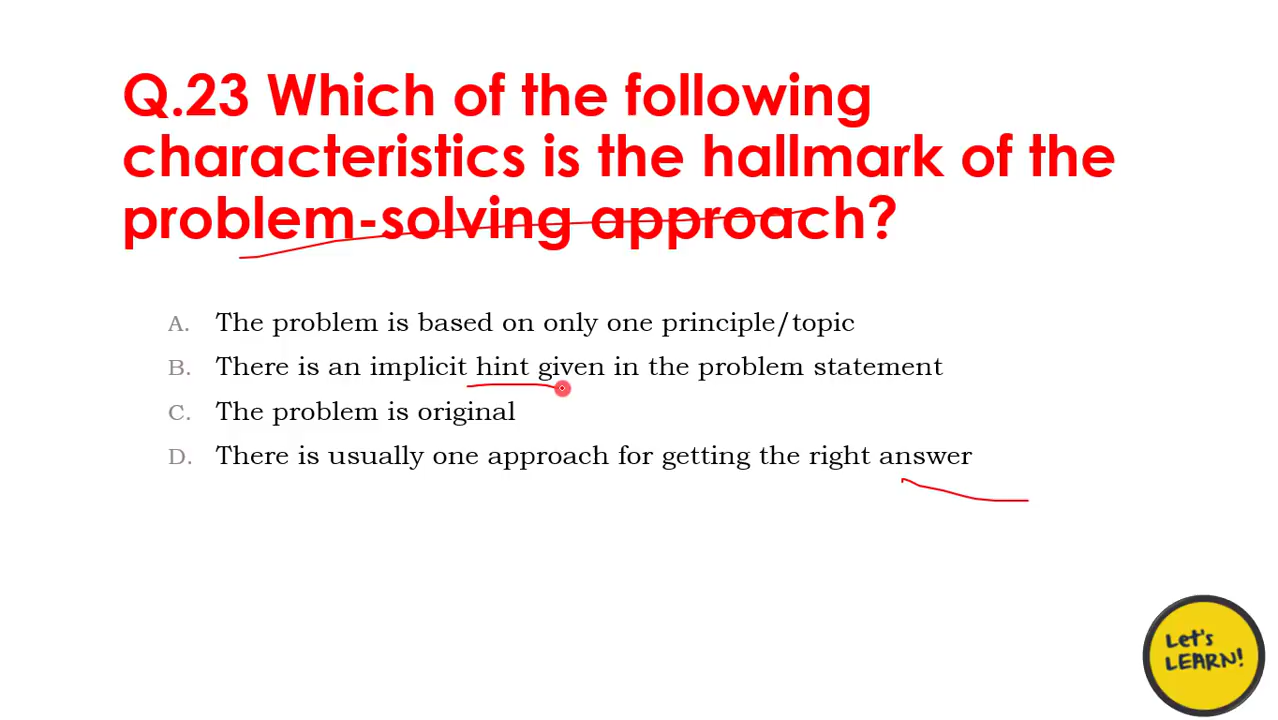 Q.23 Which of the following
characteristics is the hallmark of the
problem-solving approach?
A. The problem is based on only one principle/topic
B. There is an implicit hint given in the problem statement
C. The problem is original
D. There is usually one approach for getting the right answer
Let's
LEARN!